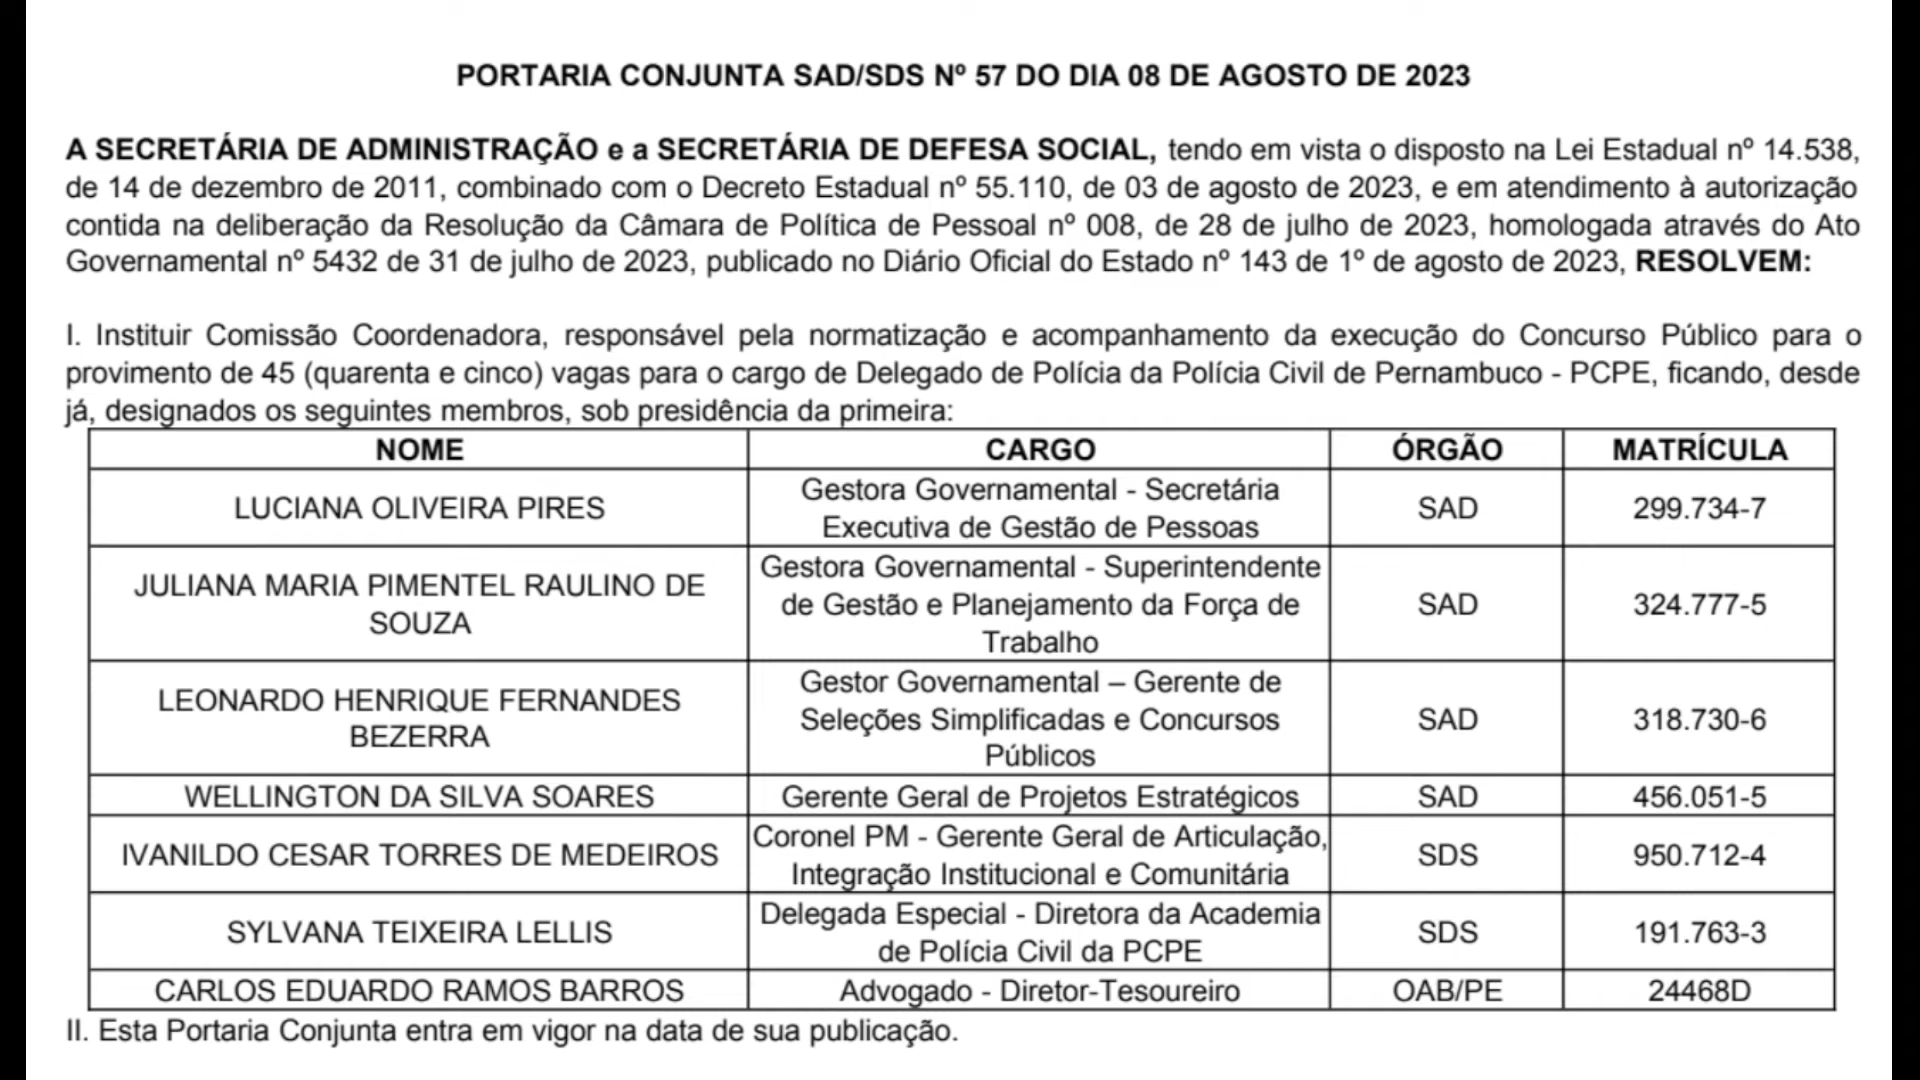 PORTARIA CONJUNTA SAD/SDS Nº 57 DO DIA 08 DE AGOSTO DE 2023
A SECRETÁRIA DE ADMINISTRAÇÃO e a SECRETÁRIA DE DEFESA SOCIAL, tendo em vista o disposto na Lei Estadual nº 14.538,
de 14 de dezembro de 2011, combinado com o Decreto Estadual nº 55.110, de 03 de agosto de 2023, e em atendimento à autorização
contida na deliberação da Resolução da Câmara de Política de Pessoal nº 008, de 28 de julho de 2023, homologada através do Ato
Governamental nº 5432 de 31 de julho de 2023, publicado no Diário Oficial do Estado nº 143 de 1º de agosto de 2023, RESOLVEM:
I. Instituir Comissão Coordenadora, responsável pela normatização e acompanhamento da execução do Concurso Público para o
provimento de 45 (quarenta e cinco) vagas para o cargo de Delegado de Polícia da Polícia Civil de Pernambuco - PCPE, ficando, desde
já, designados os seguintes membros, sob presidência da primeira:
NOME CARGO ÓRGÃO MATRÍCULA
LUCIANA OLIVEIRA PIRES
Gestora Governamental - Secretária
Executiva de Gestão de Pessoas
SAD
299.734-7
JULIANA MARIA PIMENTEL RAULINO DE
SOUZA
Gestora Governamental - Superintendente
de Gestão e Planejamento da Força de
Trabalho
SAD
324.777-5
LEONARDO HENRIQUE FERNANDES
BEZERRA
Gestor Governamental – Gerente de
Seleções Simplificadas e Concursos
Públicos
SAD
318.730-6
WELLINGTON DA SILVA SOARES Gerente Geral de Projetos Estratégicos SAD 456.051-5
IVANILDO CESAR TORRES DE MEDEIROS
Coronel PM - Gerente Geral de Articulação,
Integração Institucional e Comunitária
SDS
950.712-4
SYLVANA TEIXEIRA LELLIS
Delegada Especial - Diretora da Academia
de Polícia Civil da PCPE
SDS
191.763-3
CARLOS EDUARDO RAMOS BARROS Advogado - Diretor-Tesoureiro OAB/PE 24468D
II. Esta Portaria Conjunta entra em vigor na data de sua publicação.